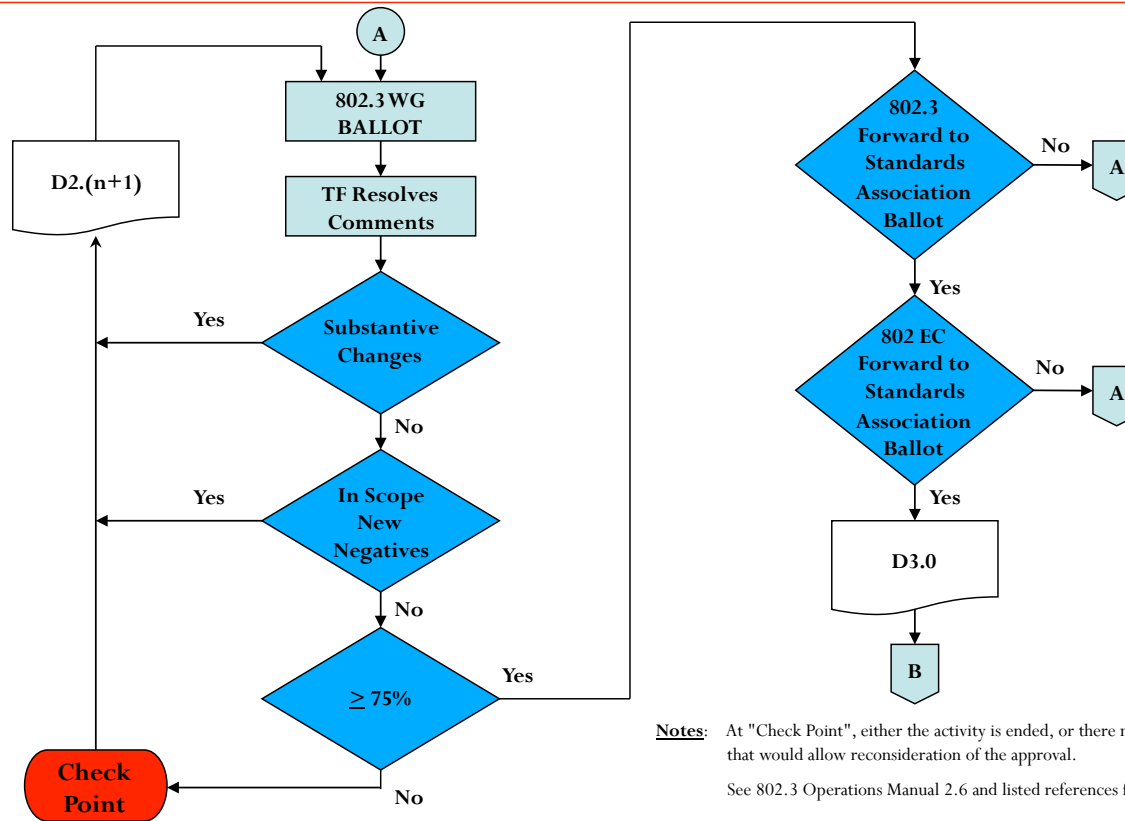 A
802.3 WG
BALLOT
D2.(n+1)
TF Resolves
Comments
Yes
Substantive
Changes
No
Yes
In Scope
New
Negatives
No
Yes
≥ 75%
No
Check
Point
802.3
Forward to
Standards
Association
Ballot
No
A
Yes
802 EC
Forward to
Standards
Association
Ballot
No
A
Yes
D3.0
B
Notes: At "Check Point", either the activity is ended, or there
that would allow reconsideration of the approval.
See 802.3 Operations Manual 2.6 and listed references